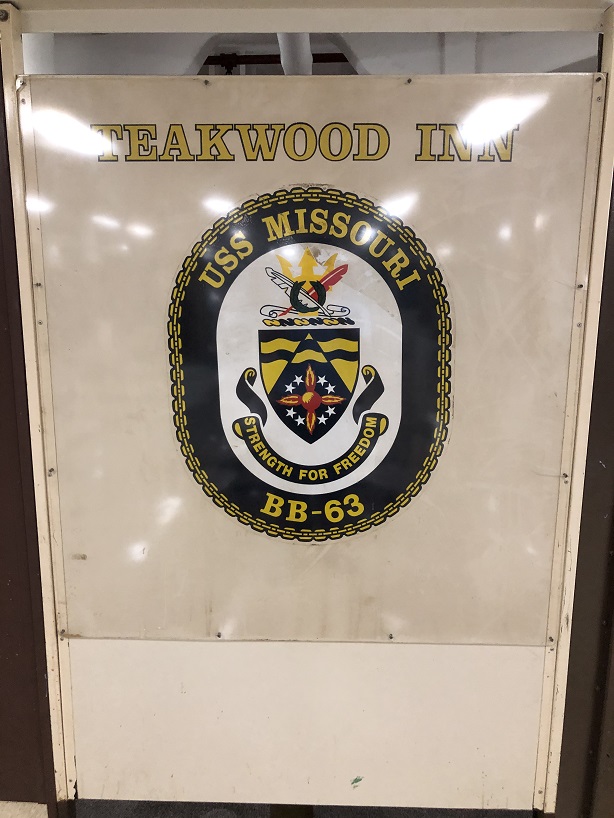 TEAKWOOD INN
USS MISSOURI
STRENGTH FOR FREEDOM
BB-63